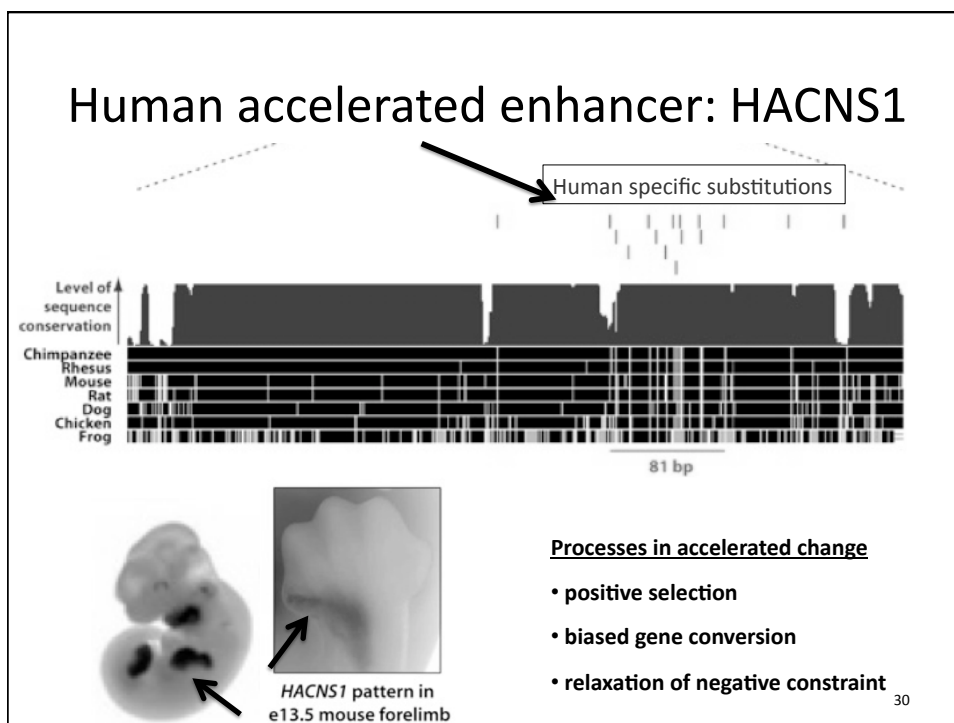 Human accelerated enhancer: HACNS1
Human specific substitutions
Level of
sequence
conservation
Chimpanzee
Rhesus
Mouse
Rat
Dog
Chicken
Frog
81 bp
HACNS1 pattern in
e13.5 mouse forelimb
Processes in accelerated change
• positive selection
• biased gene conversion
• relaxation of negative constraint
30